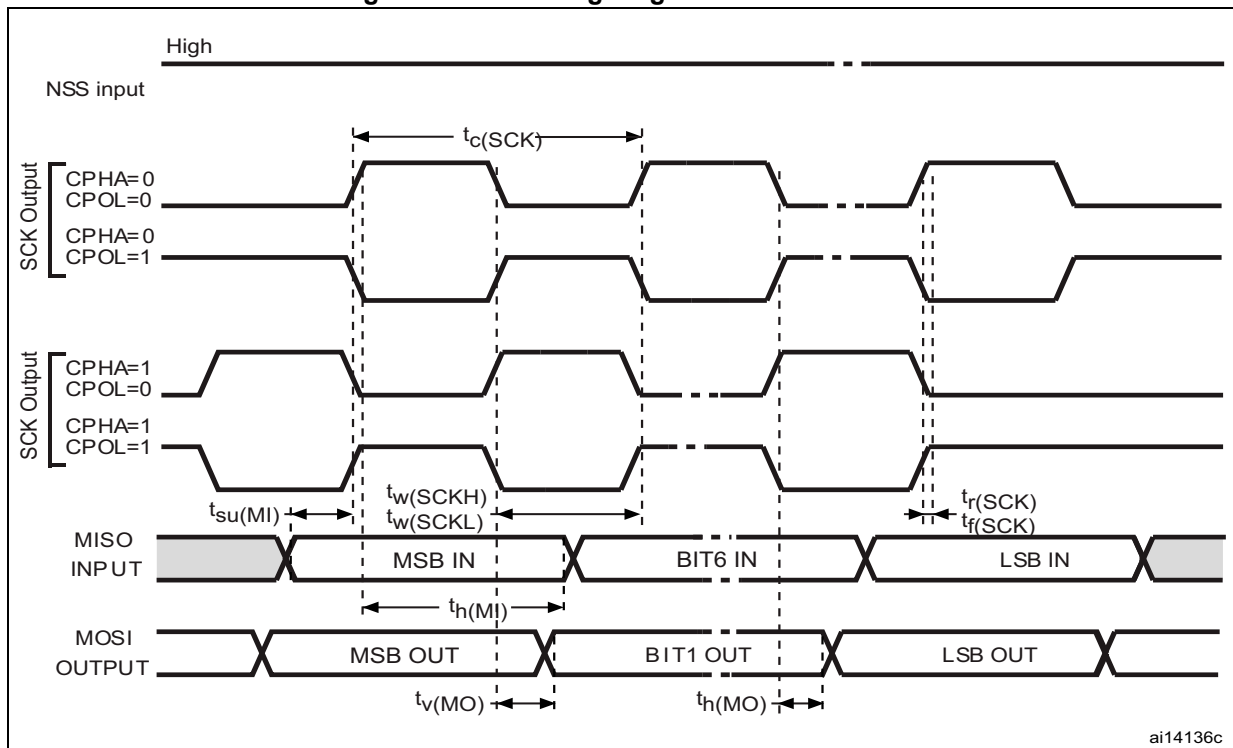 High
NSS input
tc(SCK)
SCK Output
CPHA=0
CPOL=0
CPHA=0
CPOL=1
SCK Output
CPHA=1
CPOL=0
CPHA=1
CPOL=1
tsu(MI)
tw(SCKH)
tw(SCKL)
tr(SCK)
tf(SCK)
MISO
INPUT
MSB IN
BIT6 IN
LSB IN
th(MI)
MOSI
OUTPUT
MSB OUT
BIT1 OUT
LSB OUT
tv(MO)
th(MO)
ai14136c